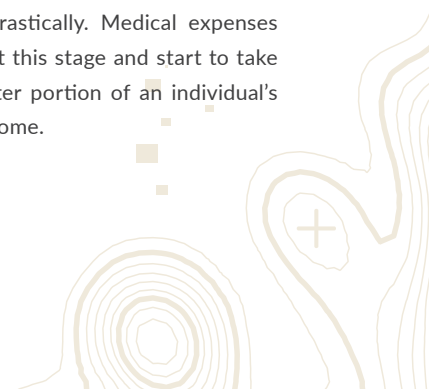 rastically. Medical expenses
t this stage and start to take
ter portion of an individual’s
ome.